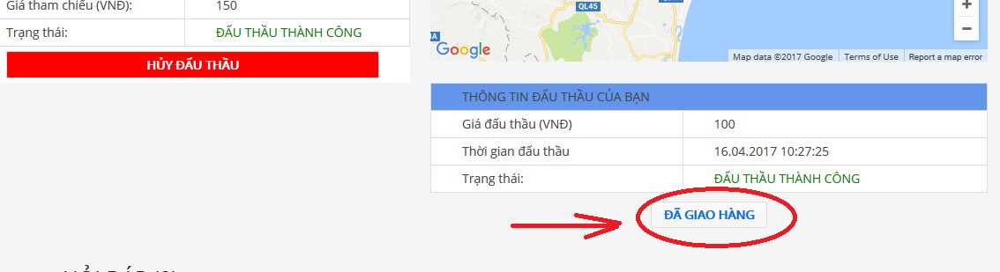 Giá tham chiếu (VNĐ): 150
Trạng thái: ĐẤU THẦU THÀNH CÔNG
HỦY ĐẤU THẦU
QL45
+
−
Google
Map data ©2017 Google Terms of Use Report a map error
THÔNG TIN ĐẤU THẦU CỦA BẠN
Giá đấu thầu (VNĐ) 100
Thời gian đấu thầu 16.04.2017 10:27:25
Trạng thái: ĐẤU THẦU THÀNH CÔNG
ĐÃ GIAO HÀNG